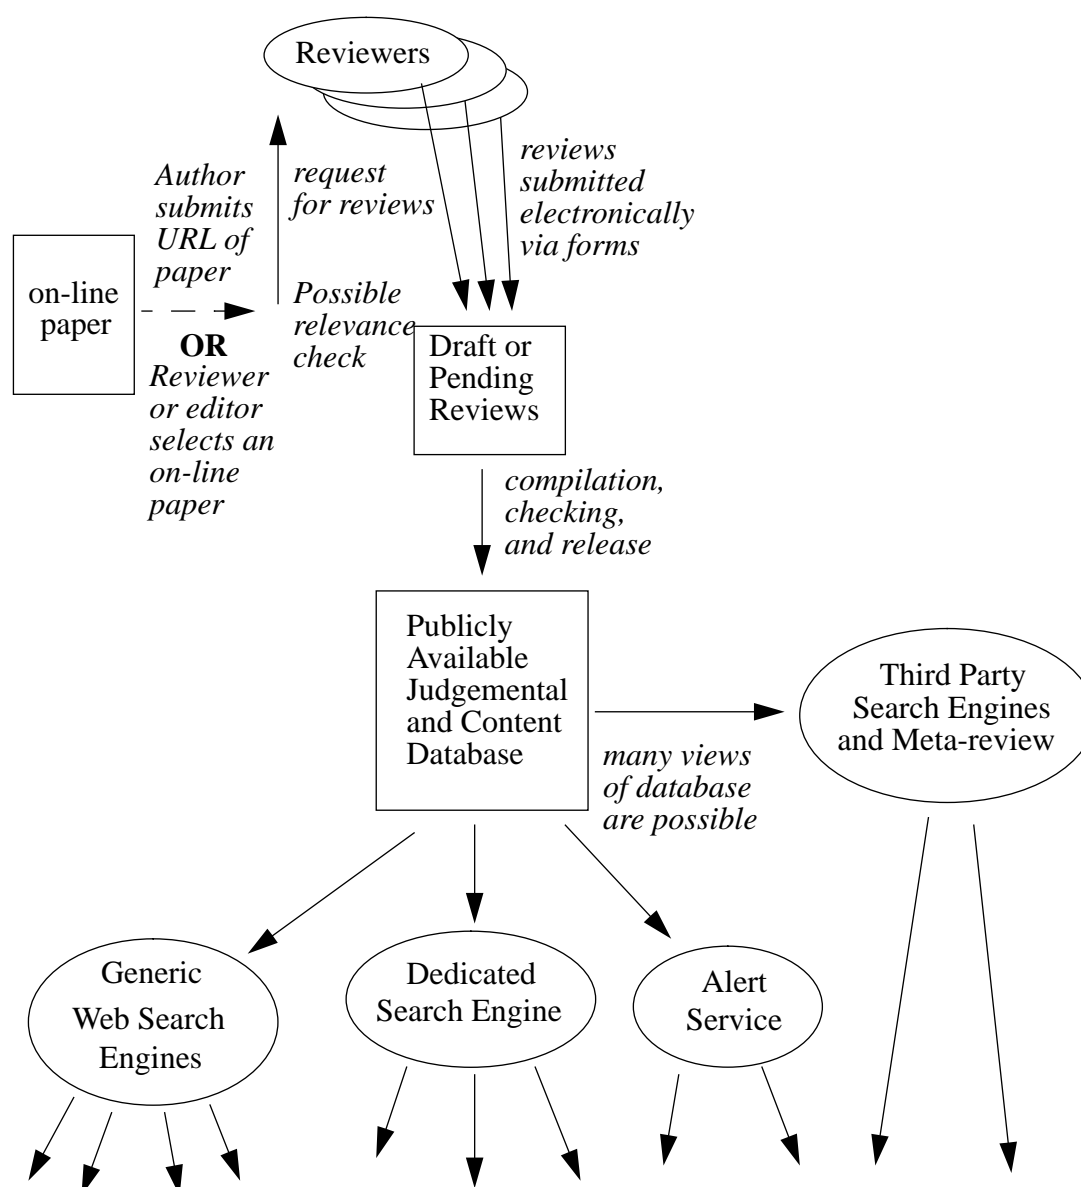 Reviewers
Author
submits
URL of
paper
request
for reviews
reviews
submitted
electronically
via forms
on-line
paper
OR
Reviewer
or editor
selects an
on-line
paper
Possible
relevance
check
Draft or
Pending
Reviews
compilation,
checking,
and release
Publicly
Available
Judgemental
and Content
Database
many views
of database
are possible
Third Party
Search Engines
and Meta-review
Generic
Web Search
Engines
Dedicated
Search Engine
Alert
Service